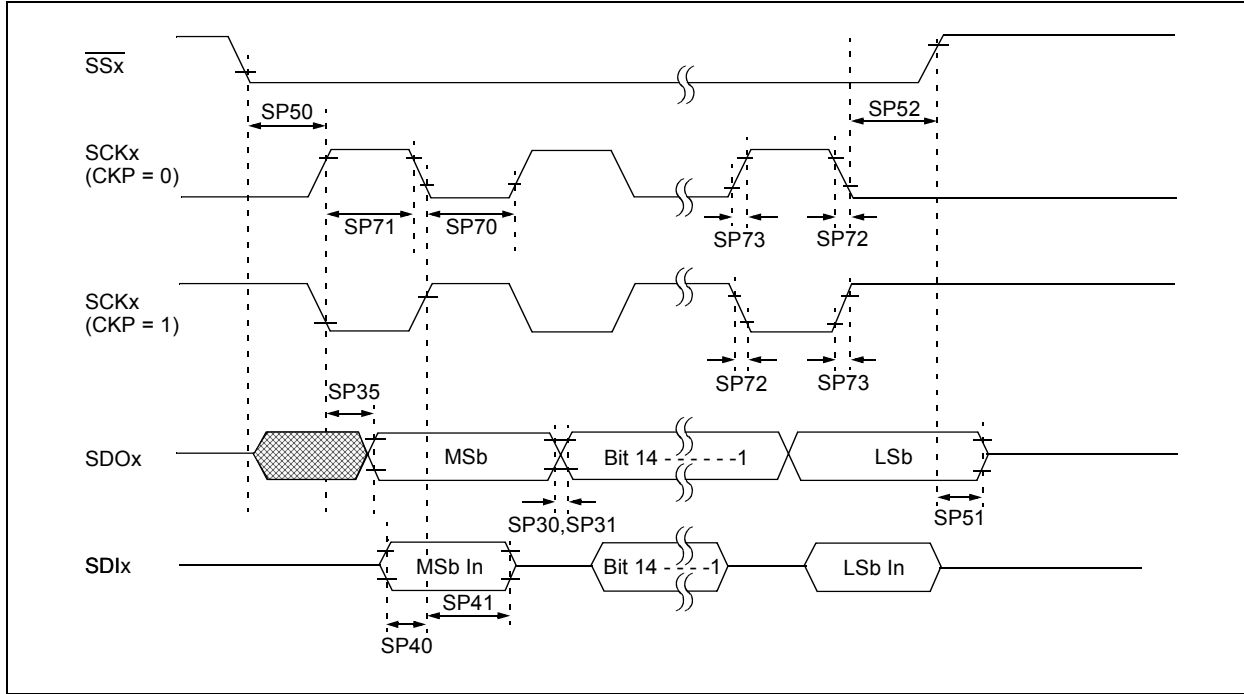 SSx
SP50
SP52
SCKx
(CKP = 0)
SP71
SP70
SP73
SP72
SCKx
(CKP = 1)
SP72
SP73
SP35
SDOx
MSb
Bit 14 - - - - - -1
LSb
SP30,SP31
SP51
SDIx
MSb In
Bit 14 - - - - -1
LSb In
SP41
SP40